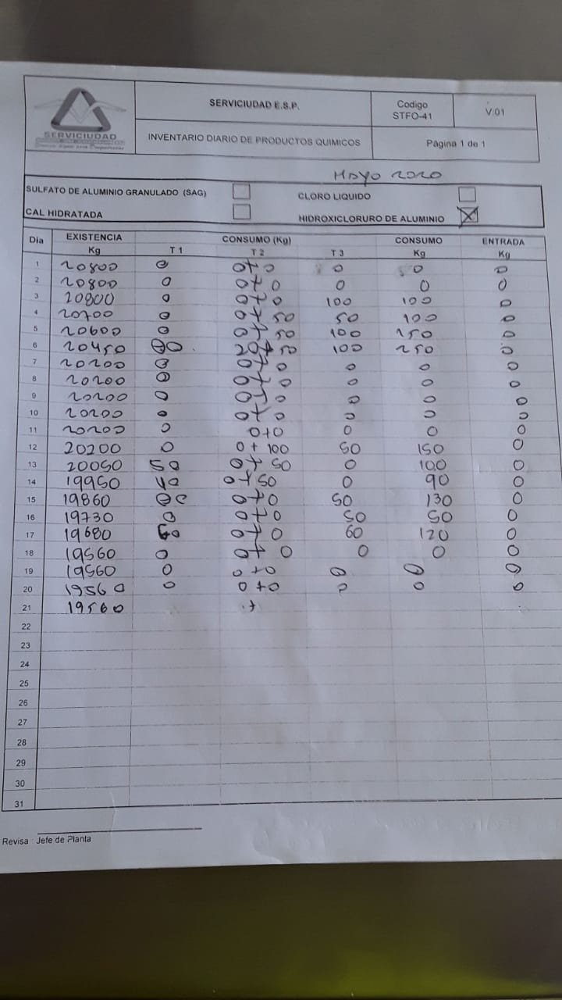 SERVICIUDAD
SERVICIUDAD E.S.P.
Codigo STFO-41
V:01
INVENTARIO DIARIO DE PRODUCTOS QUIMICOS
Página 1 de 1
Mayo 2020
SULFATO DE ALUMINIO GRANULADO (SAG)
CLORO LIQUIDO
CAL HIDRATADA
HIDROXICLORURO DE ALUMINIO X
Dia EXISTENCIA CONSUMO (Kg) CONSUMO ENTRADA
Kg T1 T2 T3 Kg Kg
1 20800 0 0+0 0 0 0
2 20800 0 0+0 0 0 0
3 20800 0 0+0 100 100 0
4 20700 0 0+50 50 100 0
5 20600 0 0+50 100 150 0
6 20450 0 50 100 250 0
7 20200 0 0+0 0 0 0
8 20200 0 0+0 0 0 0
9 20200 0 0+0 0 0 0
10 20200 0 0+0 0 0 0
11 20200 0 0+0 0 0 0
12 20200 0 0+100 50 150 0
13 20050 50 0+50 0 100 0
14 19950 40 0+50 0 90 0
15 19860 0+0 50 130 0
16 19730 0 0+0 50 50 0
17 19680 60 0+0 60 120 0
18 19560 0 0+0 0 0 0
19 19560 0 0+0 0 0 0
20 19560 0 0+0 0 0
21 19560 +
22
23
24
25
26
27
28
29
30
31
Revisa : Jefe de Planta